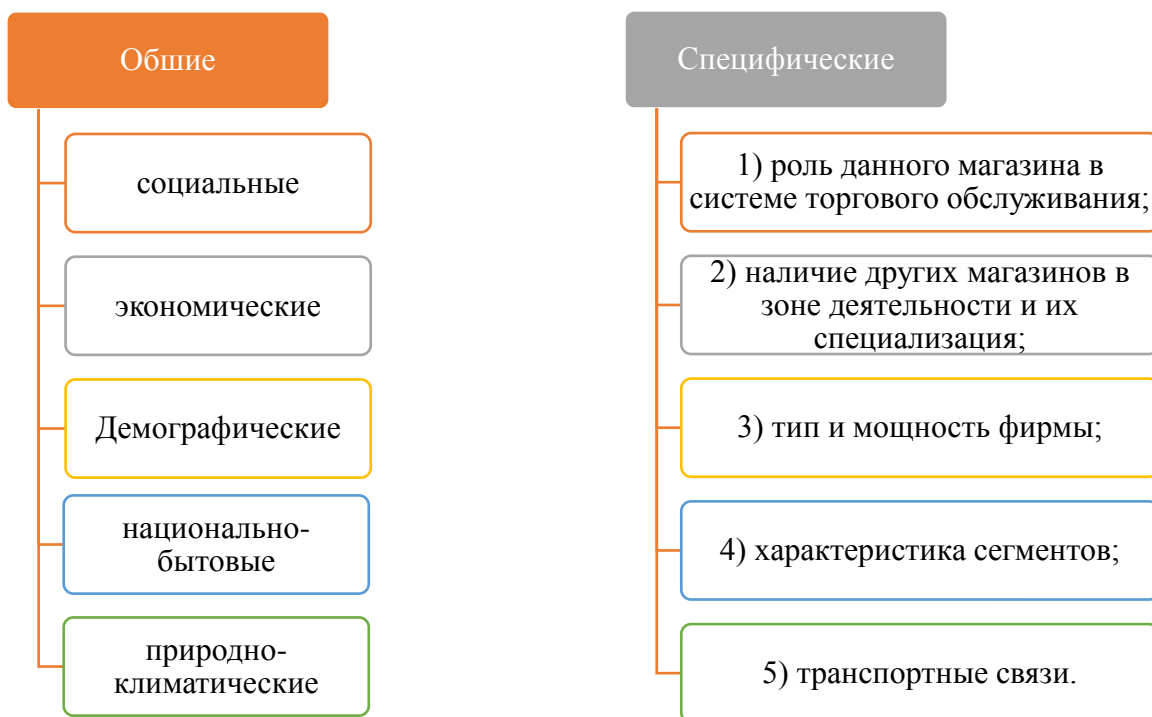 Обшие
социальные
экономические
Демографические
национально-
бытовые
природно-
климатические
Специфические
1) роль данного магазина в
системе торгового обслуживания;
2) наличие других магазинов в
зоне деятельности и их
специализация;
3) тип и мощность фирмы;
4) характеристика сегментов;
5) транспортные связи.